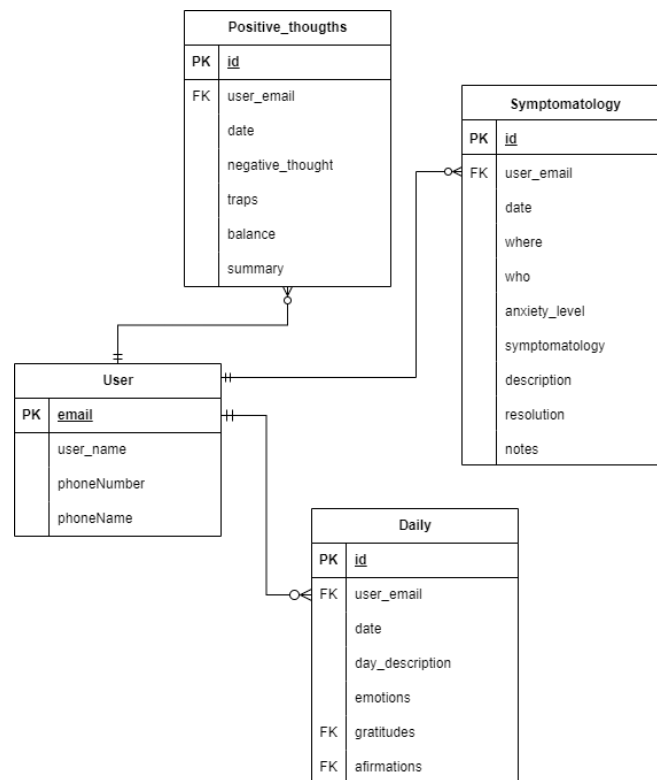 Positive_thougths
PK id
FK user_email
date
negative_thought
traps
balance
summary
Symptomatology
PK id
FK user_email
date
where
who
anxiety_level
symptomatology
description
resolution
notes
User
PK email
user_name
phoneNumber
phoneName
Daily
PK id
FK user_email
date
day_description
emotions
FK gratitudes
FK afirmations